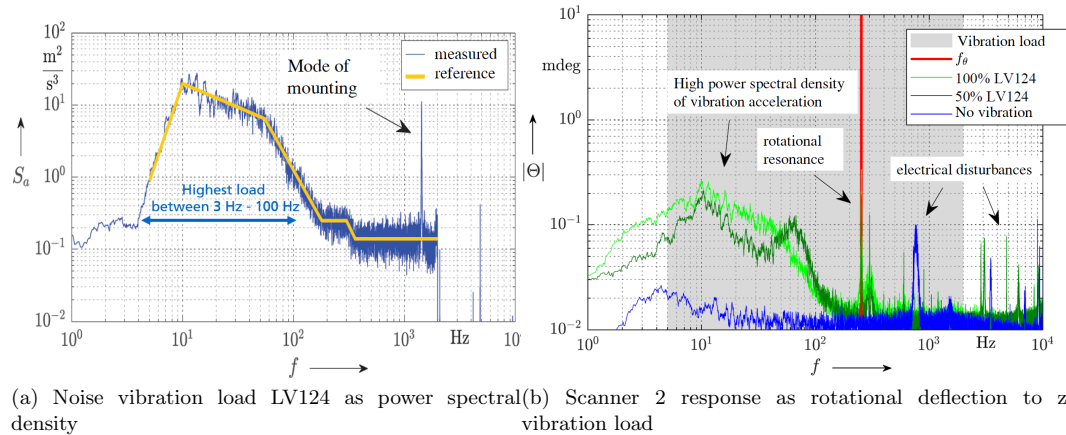 10^2
m^2
s^3
10^1
S_a
10^0
10^-1
10^-2
10^0
10^1
10^2
10^3
Hz
10^4
f
measured
reference
Mode of
mounting
Highest load
between 3 Hz - 100 Hz
10^1
mdeg
10^0
|Θ|
10^-1
10^-2
10^0
10^1
10^2
10^3
Hz
10^4
f
Vibration load
f_θ
100% LV124
50% LV124
No vibration
High power spectral density
of vibration acceleration
rotational
resonance
electrical disturbances
(a) Noise vibration load LV124 as power spectral
density
(b) Scanner 2 response as rotational deflection to z
vibration load